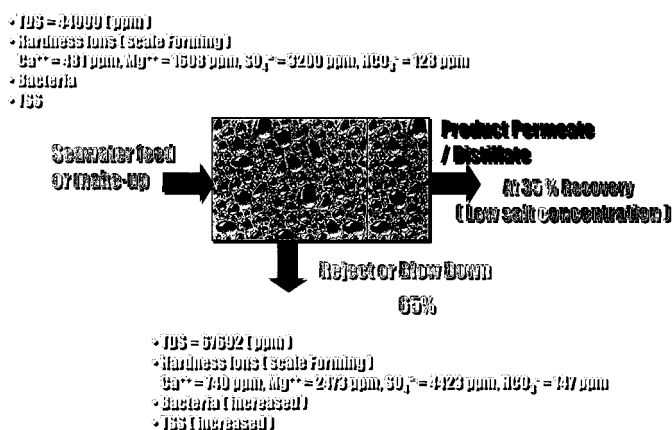 • TDS = 44000 ( ppm )
• Hardness Ions ( scale Forming )
Ca⁺⁺ = 481 ppm, Mg⁺⁺ = 1608 ppm, SO₄⁼ = 3200 ppm, HCO₃⁻ = 128 ppm
• Bacteria
• TSS
Product Permeate
/ Distillate
Seawater feed
or make-up
At 35 % Recovery
( Low salt concentration )
Reject or Blow Down
65%
• TDS = 67692 ( ppm )
• Hardness Ions ( scale Forming )
Ca⁺⁺ = 740 ppm, Mg⁺⁺ = 2473 ppm, SO₄⁼ = 4423 ppm, HCO₃⁻ = 147 ppm
• Bacteria ( increased )
• TSS ( increased )